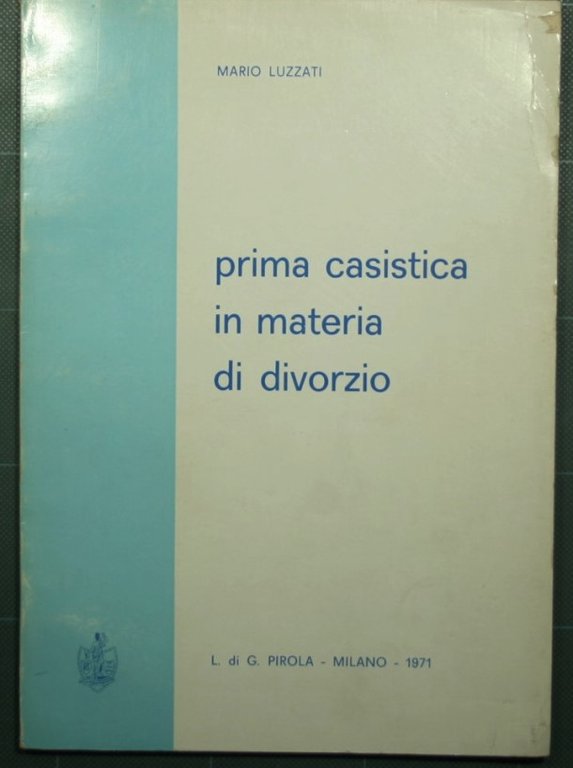 MARIO LUZZATI
prima casistica
in materia
di divorzio
L. di G. PIROLA - MILANO - 1971